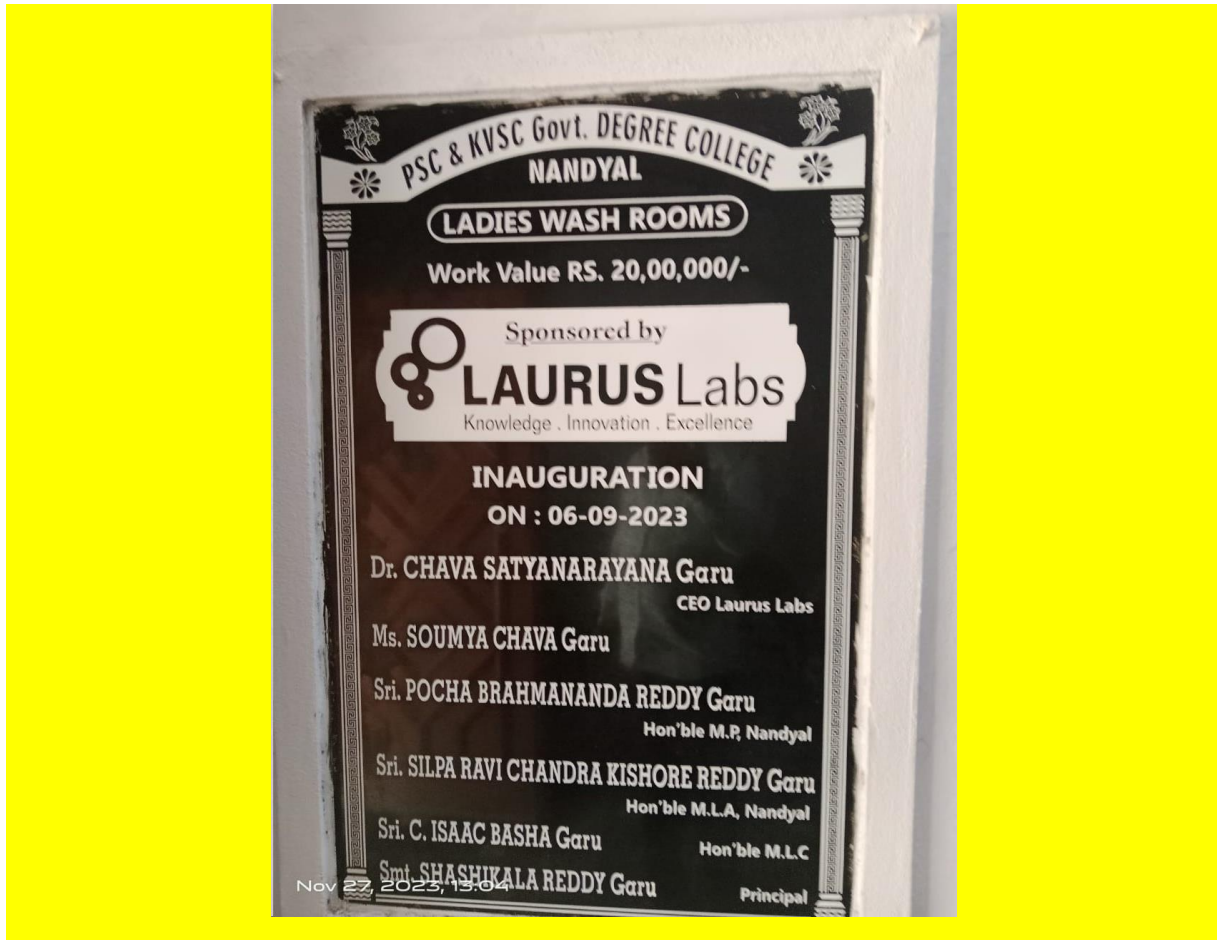 PSC & KVSC Govt. DEGREE COLLEGE
NANDYAL
LADIES WASH ROOMS
Work Value RS. 20,00,000/-
Sponsored by
LAURUS Labs
Knowledge . Innovation . Excellence
INAUGURATION
ON : 06-09-2023
Dr. CHAVA SATYANARAYANA Garu
CEO Laurus Labs
Ms. SOUMYA CHAVA Garu
Sri. POCHA BRAHMANANDA REDDY Garu
Hon'ble M.P, Nandyal
Sri. SILPA RAVI CHANDRA KISHORE REDDY Garu
Hon'ble M.L.A, Nandyal
Sri. C. ISAAC BASHA Garu
Hon'ble M.L.C
Smt. SHASHIKALA REDDY Garu
Principal
Nov 27, 2023, 13:04